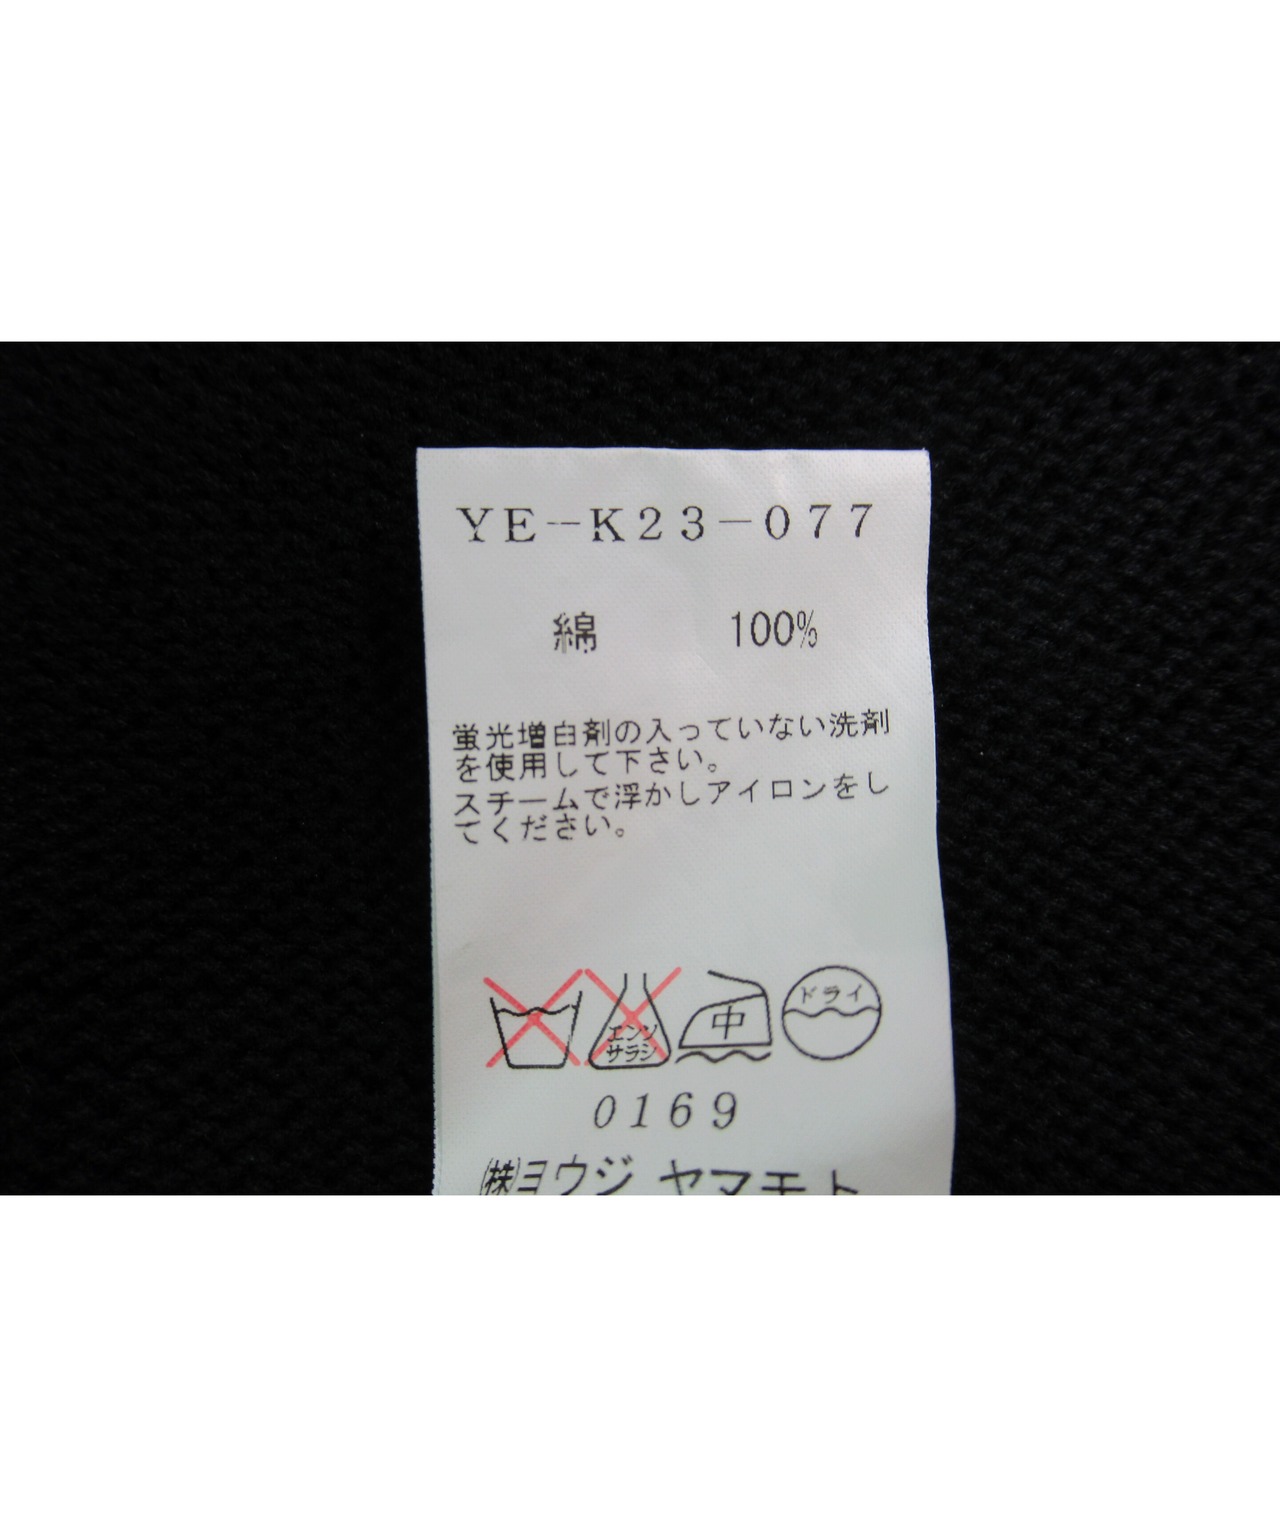 YE-K23-077
綿 100%
蛍光増白剤の入っていない洗剤
を使用して下さい。
スチームで浮かしアイロンをし
てください。
エンソ
サラシ
中
ドライ
0169
㈱ヨウジ ヤマモト